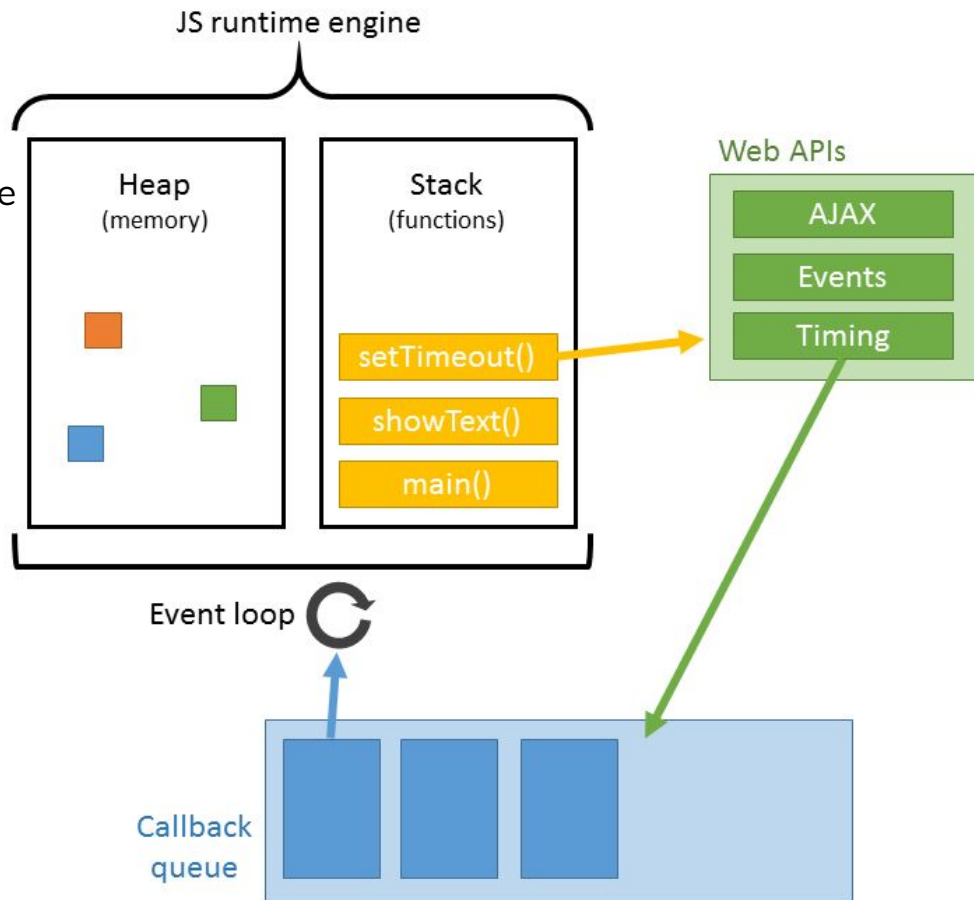 JS runtime engine
e
Heap
(memory)
Stack
(functions)
setTimeout()
showText()
main()
Web APIs
AJAX
Events
Timing
Event loop
Callback
queue